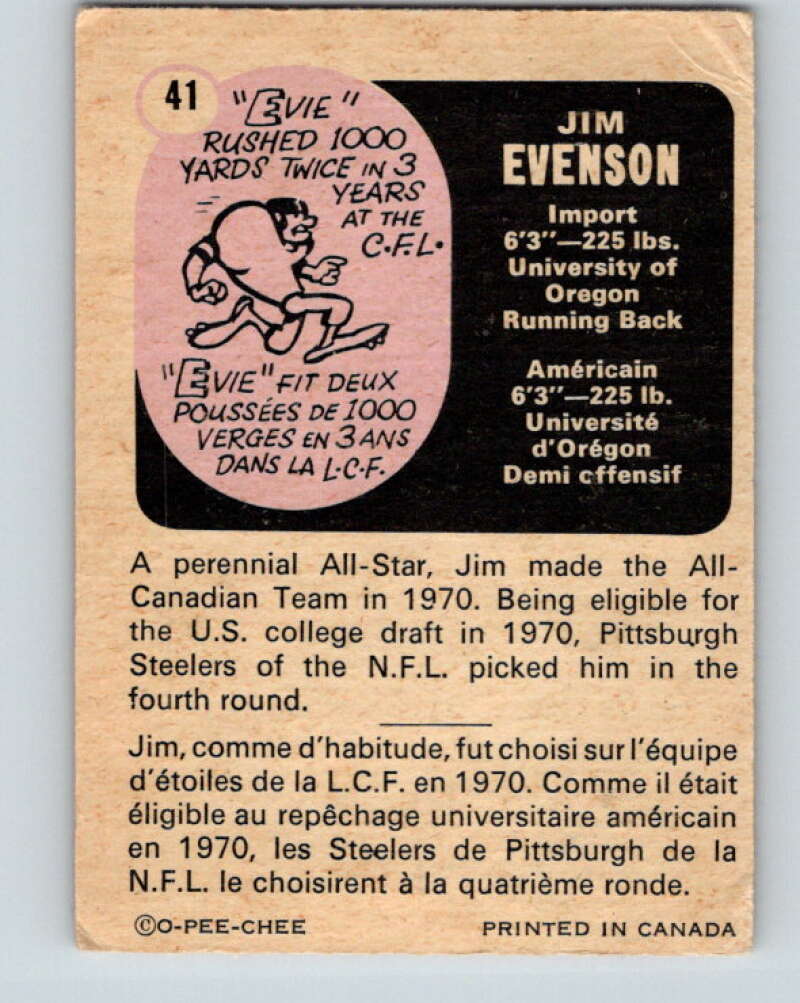 41
"EVIE"
RUSHED 1000
YARDS TWICE IN 3
YEARS
AT THE
C.F.L.
"EVIE" FIT DEUX
POUSSÉES DE 1000
VERGES EN 3 ANS
DANS LA L.C.F.
JIM
EVENSON
Import
6'3"—225 lbs.
University of
Oregon
Running Back
Américain
6'3"—225 lb.
Université
d'Orégon
Demi cffensif
A perennial All-Star, Jim made the All-
Canadian Team in 1970. Being eligible for
the U.S. college draft in 1970, Pittsburgh
Steelers of the N.F.L. picked him in the
fourth round.
Jim, comme d'habitude, fut choisi sur l'équipe
d'étoiles de la L.C.F. en 1970. Comme il était
éligible au repêchage universitaire américain
en 1970, les Steelers de Pittsburgh de la
N.F.L. le choisirent à la quatrième ronde.
©O-PEE-CHEE
PRINTED IN CANADA